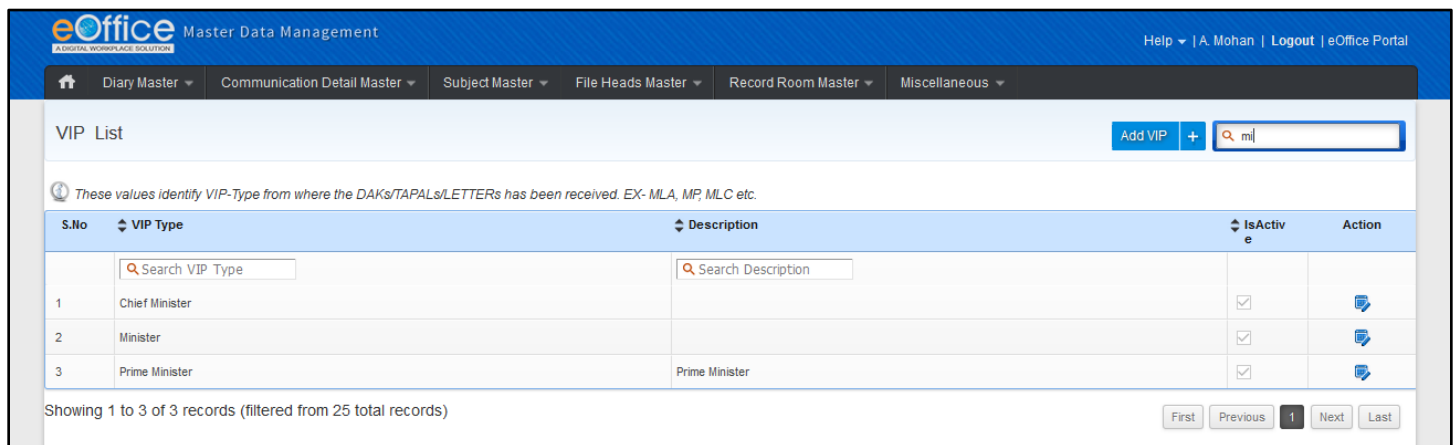 eOffice Master Data Management
A DIGITAL WORKPLACE SOLUTION
Help | A. Mohan | Logout | eOffice Portal
Diary Master Communication Detail Master Subject Master File Heads Master Record Room Master Miscellaneous
VIP List Add VIP + mi
These values identify VIP-Type from where the DAKs/TAPALs/LETTERs has been received. EX- MLA, MP, MLC etc.
S.No VIP Type Description IsActiv Action
e
Search VIP Type Search Description
1 Chief Minister
2 Minister
3 Prime Minister Prime Minister
Showing 1 to 3 of 3 records (filtered from 25 total records)
First Previous 1 Next Last